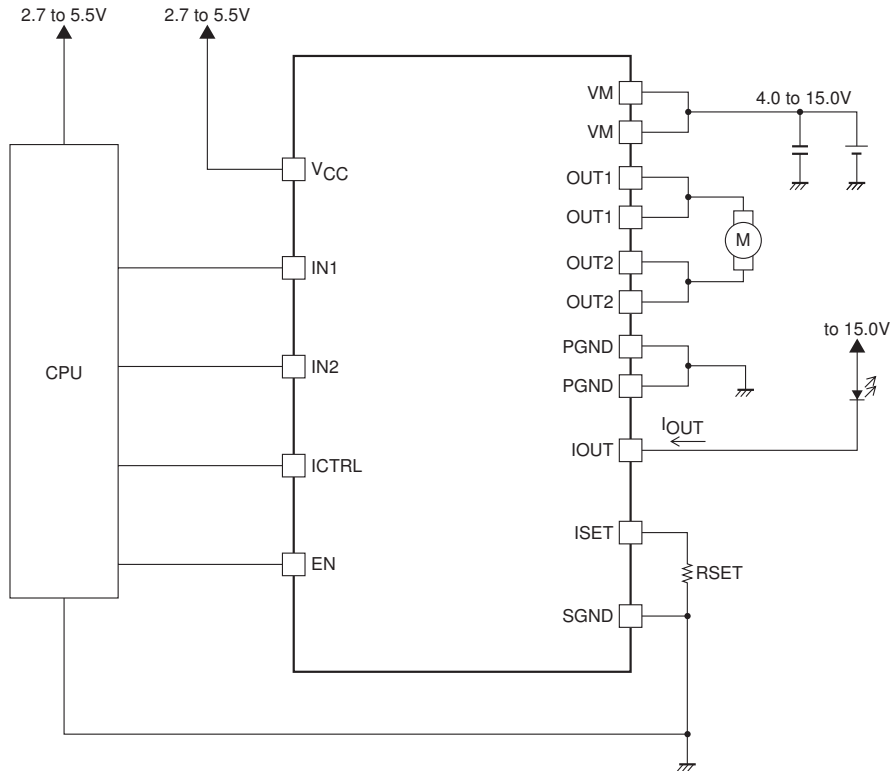 2.7 to 5.5V
2.7 to 5.5V
VM
4.0 to 15.0V
VM
VCC
OUT1
OUT1
M
IN1
OUT2
OUT2
to 15.0V
PGND
CPU
IN2
PGND
IOUT
IOUT
ICTRL
ISET
EN
RSET
SGND